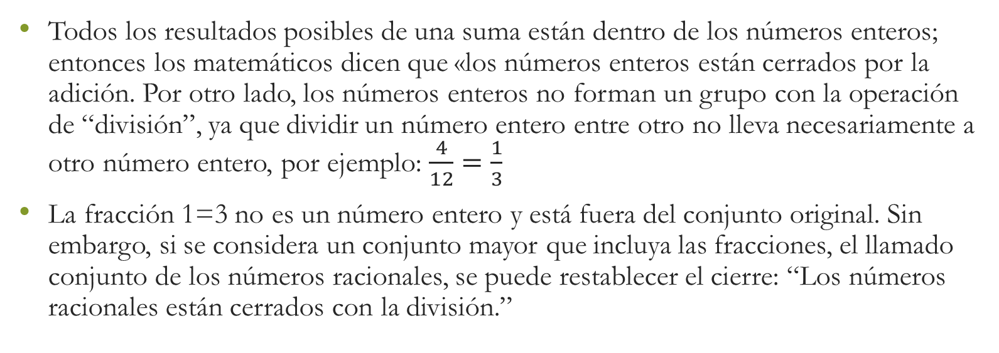 • Todos los resultados posibles de una suma están dentro de los números enteros;
entonces los matemáticos dicen que «los números enteros están cerrados por la
adición. Por otro lado, los números enteros no forman un grupo con la operación
de “división”, ya que dividir un número entero entre otro no lleva necesariamente a
otro número entero, por ejemplo: 4/12 = 1/3
• La fracción 1=3 no es un número entero y está fuera del conjunto original. Sin
embargo, si se considera un conjunto mayor que incluya las fracciones, el llamado
conjunto de los números racionales, se puede restablecer el cierre: “Los números
racionales están cerrados con la división.”